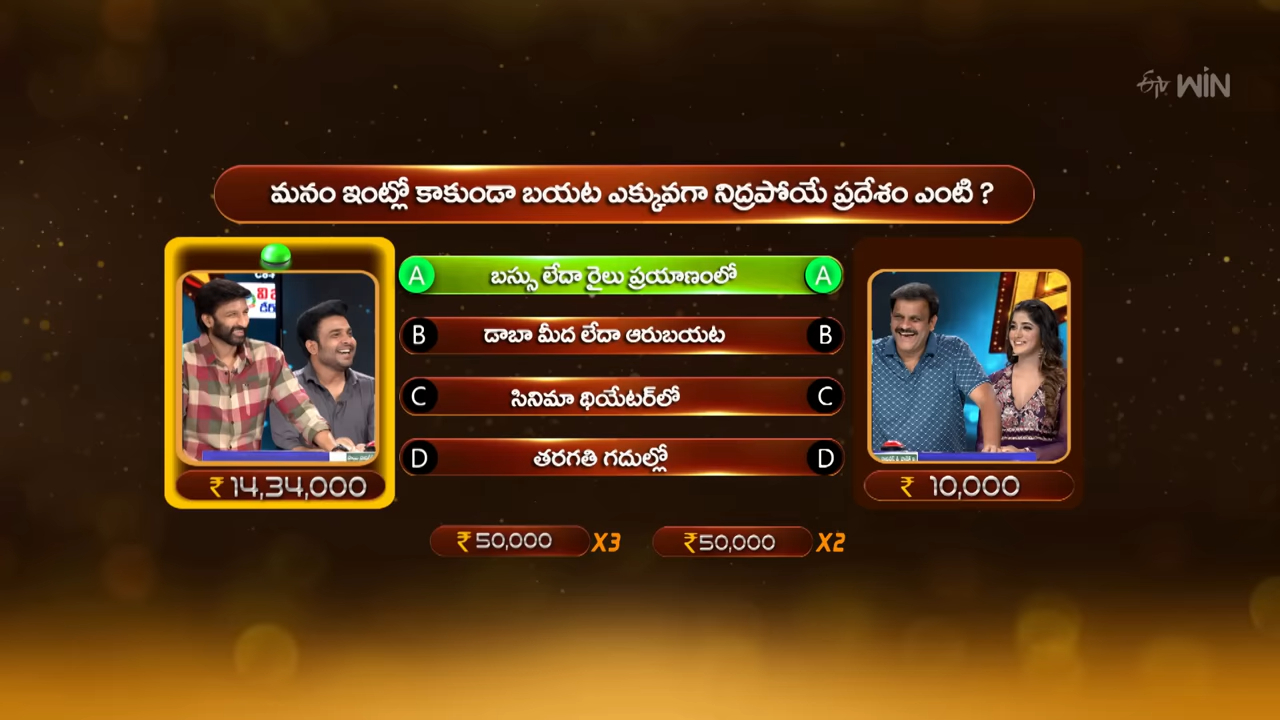 ETV WIN
మనం ఇంట్లో కాకుండా బయట ఎక్కువగా నిద్రపోయే ప్రదేశం ఎంటి ?
A బస్సు లేదా రైలు ప్రయాణంలో A
B డాబా మీద లేదా ఆరుబయట B
C సినిమా థియేటర్‌లో C
D తరగతి గదుల్లో D
₹ 14,34,000
₹ 10,000
₹ 50,000 X3
₹50,000 X2